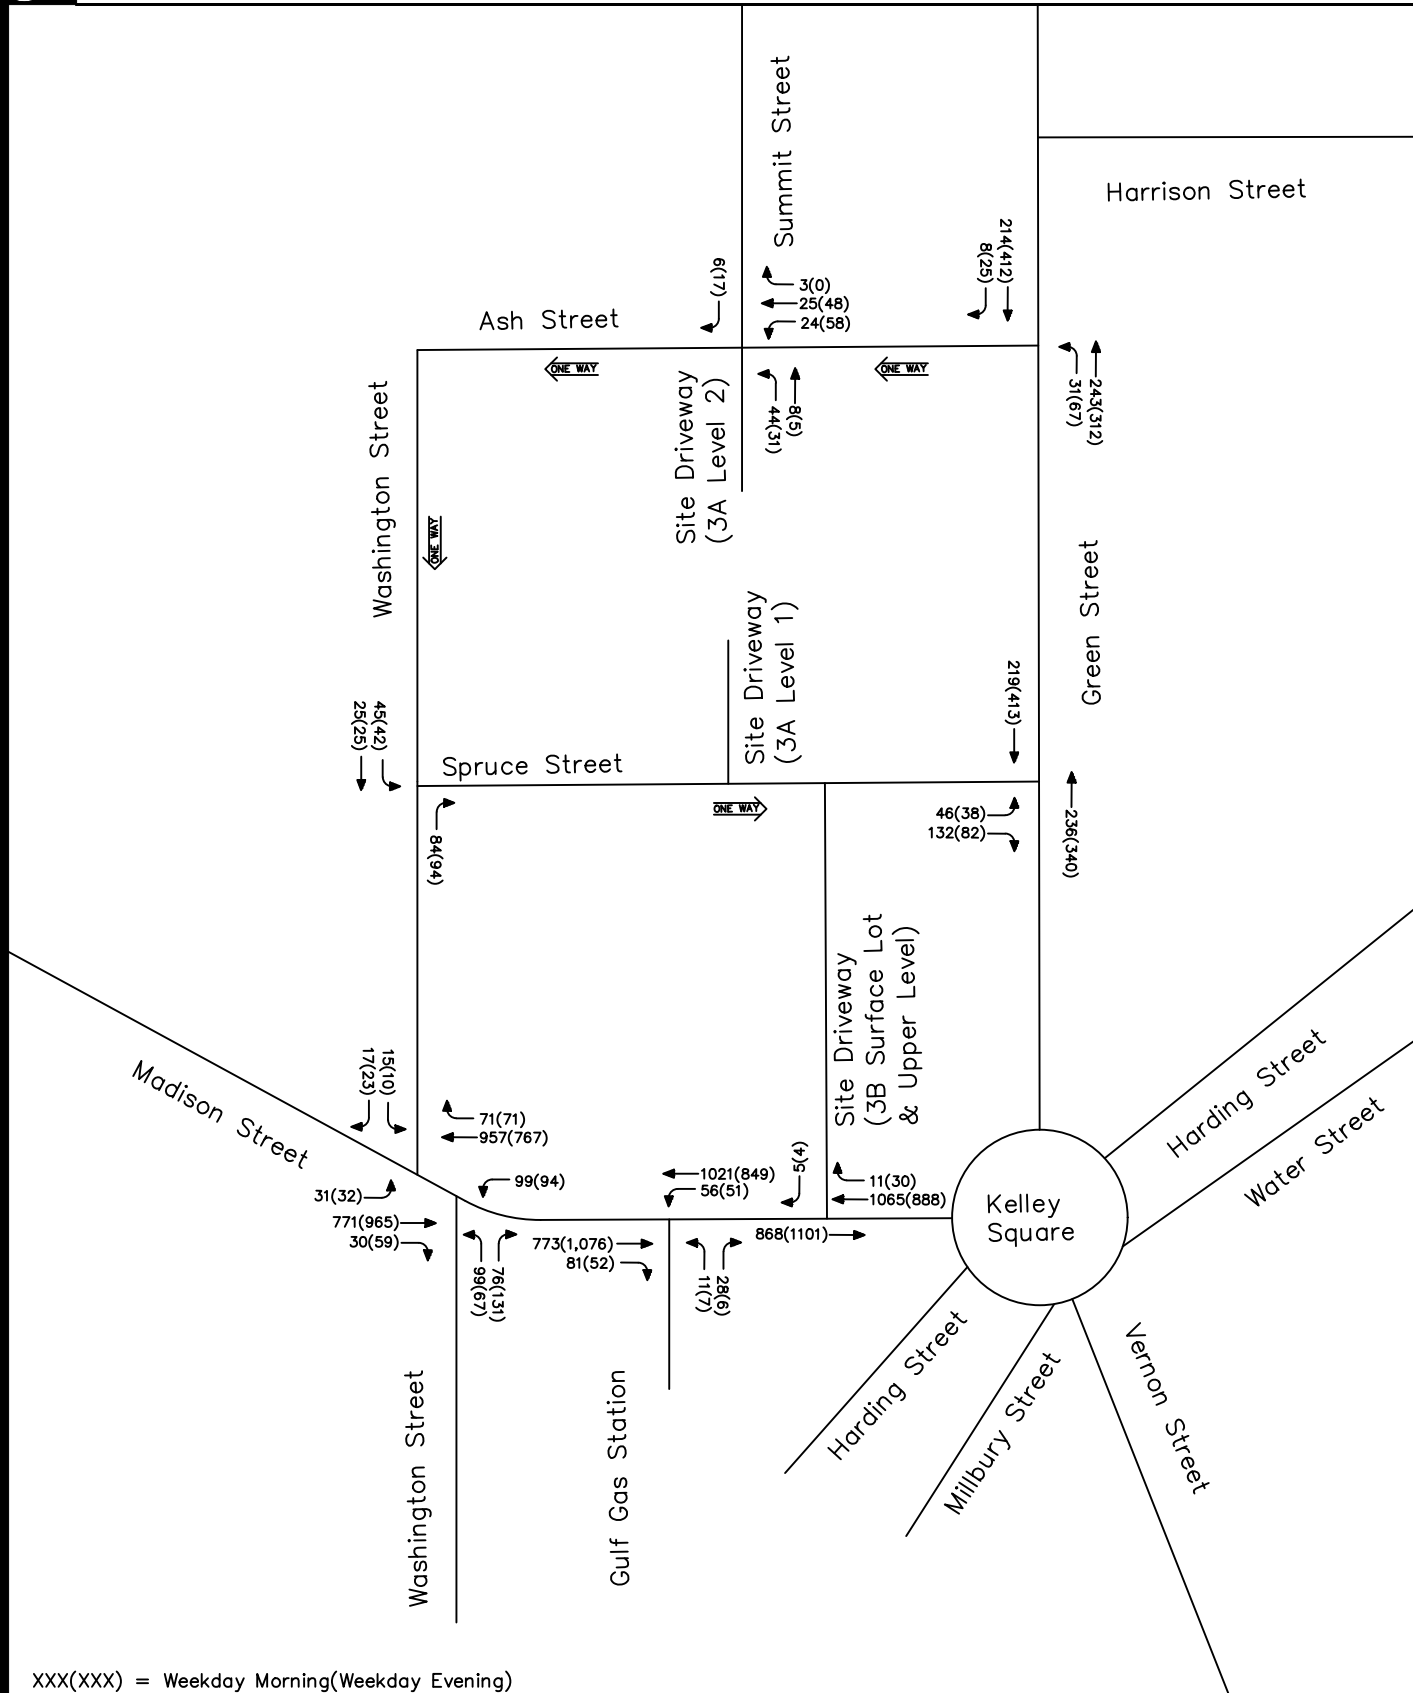 Summit Street
Harrison Street
214(412)
8(25)
6(17)
3(0)
25(48)
24(58)
Ash Street
ONE WAY
ONE WAY
243(312)
31(67)
8(5)
44(31)
Site Driveway
(3A Level 2)
Washington Street
ONE WAY
Green Street
Site Driveway
(3A Level 1)
219(413)
45(42)
25(25)
Spruce Street
ONE WAY
46(38)
132(82)
236(340)
84(94)
Site Driveway
(3B Surface Lot
& Upper Level)
Harding Street
Water Street
Madison Street
15(10)
17(23)
71(71)
957(767)
99(94)
1021(849)
56(51)
5(4)
11(30)
1065(888)
Kelley
Square
31(32)
771(965)
30(59)
773(1,076)
81(52)
868(1101)
76(131)
99(67)
28(6)
11(7)
Harding Street
Millbury Street
Vernon Street
Washington Street
Gulf Gas Station
XXX(XXX) = Weekday Morning(Weekday Evening)